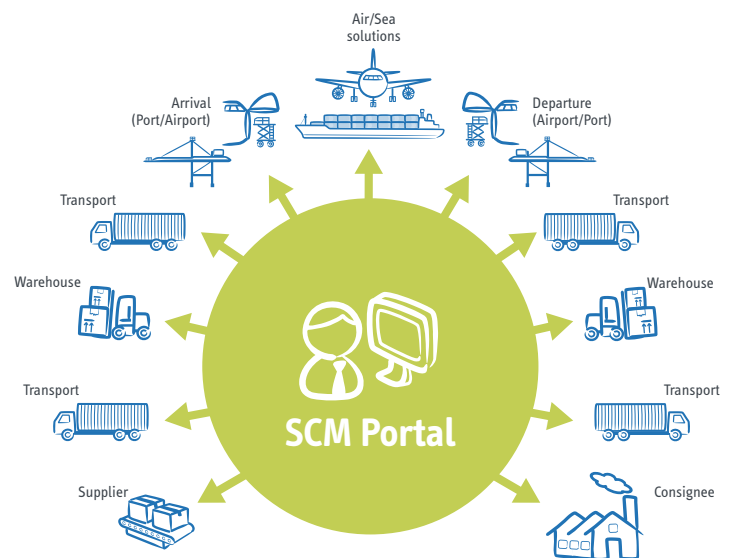 Air/Sea
solutions
Arrival
(Port/Airport)
Departure
(Airport/Port)
Transport
Transport
Warehouse
Warehouse
Transport
Transport
SCM Portal
Supplier
Consignee